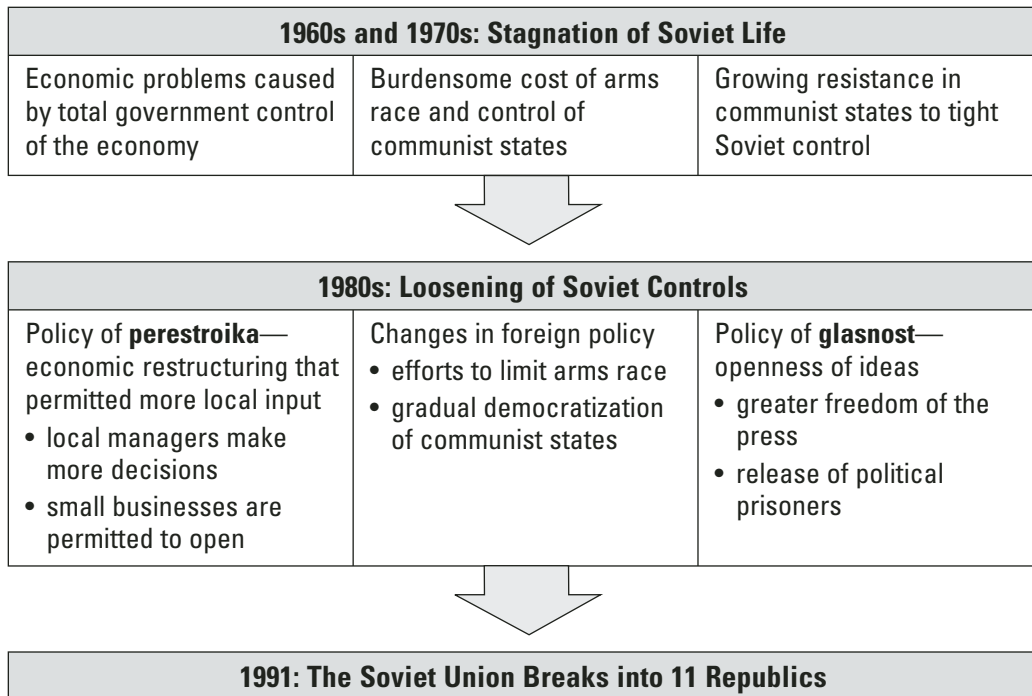 1960s and 1970s: Stagnation of Soviet Life
Economic problems caused
by total government control
of the economy
Burdensome cost of arms
race and control of
communist states
Growing resistance in
communist states to tight
Soviet control
1980s: Loosening of Soviet Controls
Policy of perestroika—
economic restructuring that
permitted more local input
• local managers make
more decisions
• small businesses are
permitted to open
Changes in foreign policy
• efforts to limit arms race
• gradual democratization
of communist states
Policy of glasnost—
openness of ideas
• greater freedom of the
press
• release of political
prisoners
1991: The Soviet Union Breaks into 11 Republics